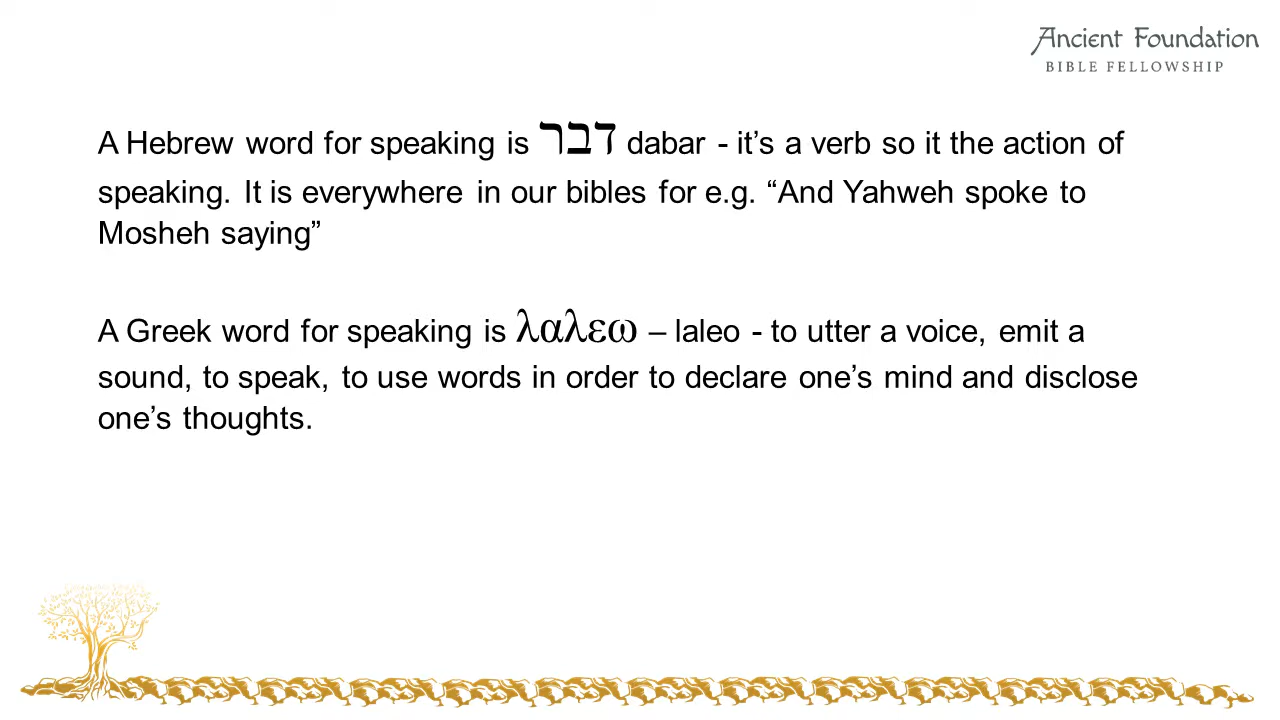 Ancient Foundation
BIBLE FELLOWSHIP
A Hebrew word for speaking is דבר dabar - it’s a verb so it the action of
speaking. It is everywhere in our bibles for e.g. “And Yahweh spoke to
Mosheh saying”
A Greek word for speaking is λαλεω – laleo - to utter a voice, emit a
sound, to speak, to use words in order to declare one’s mind and disclose
one’s thoughts.